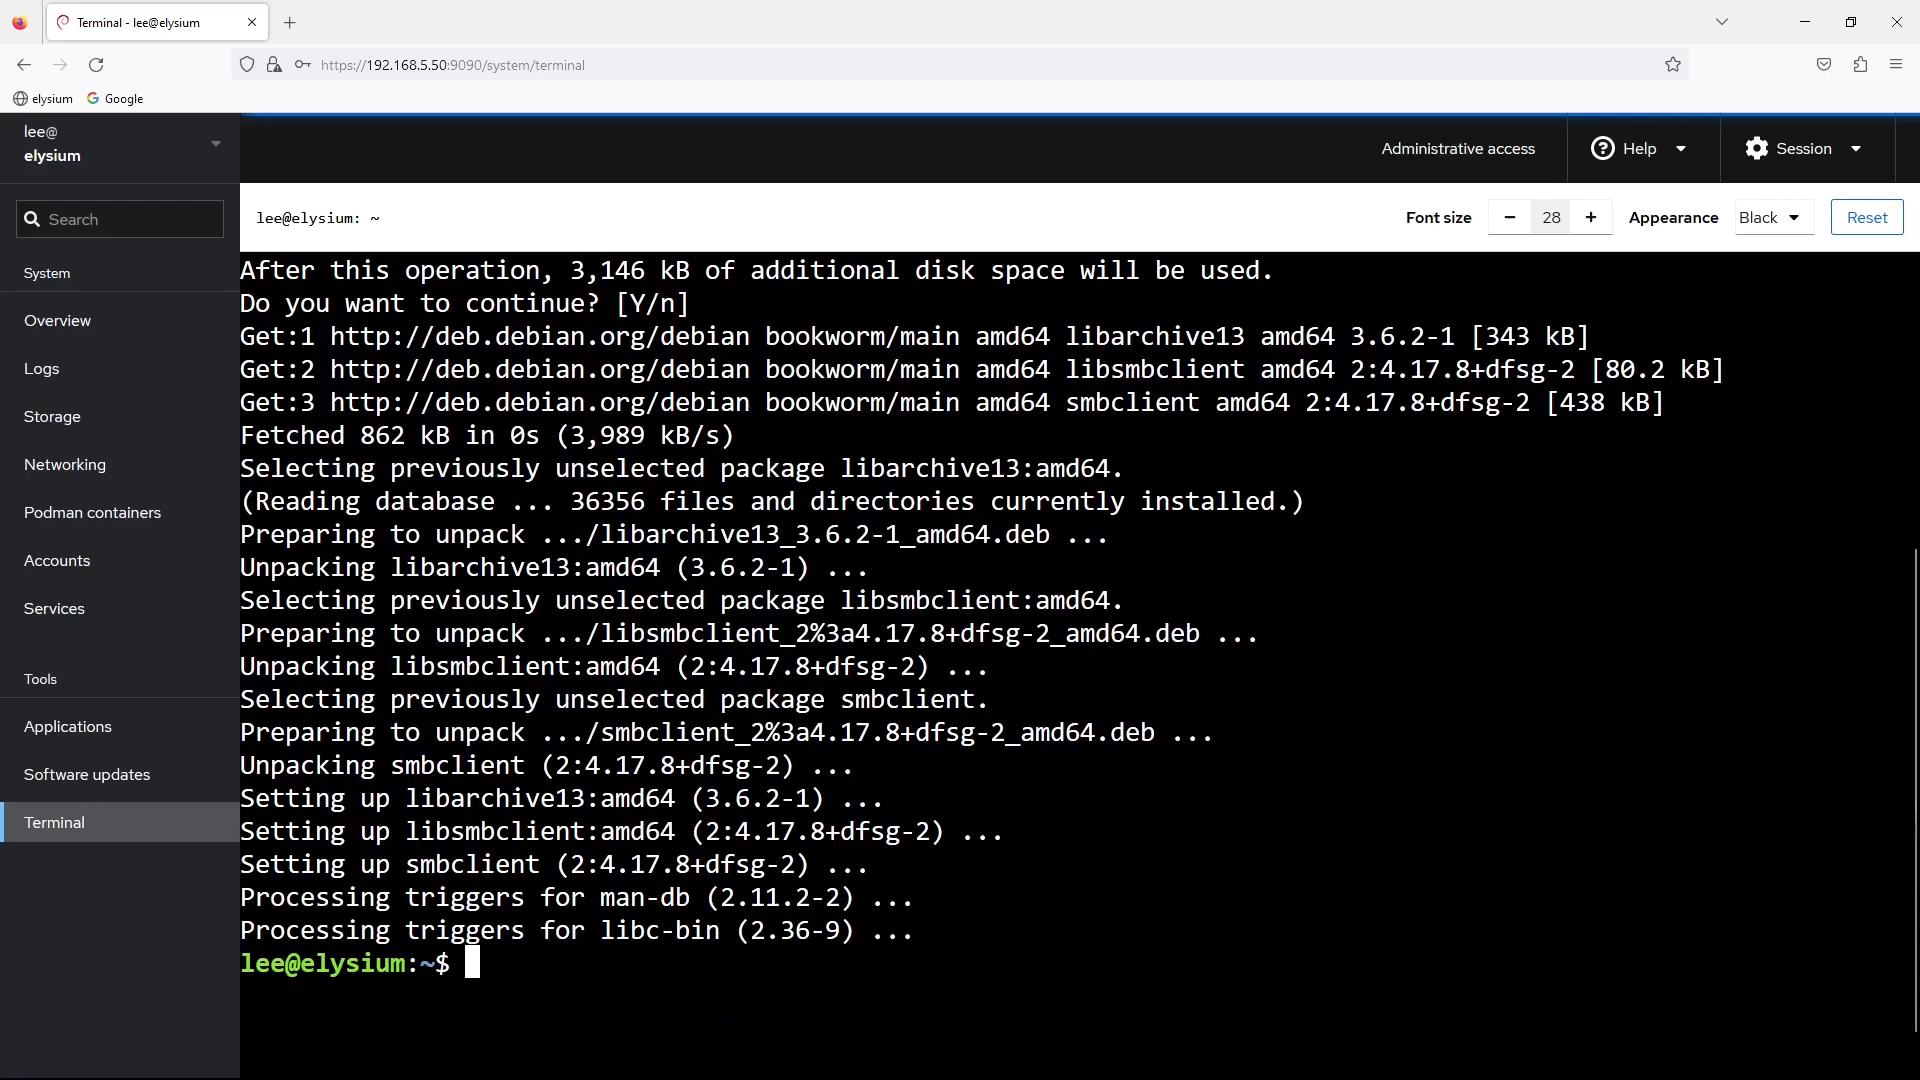 Terminal - lee@elysium
https://192.168.5.50:9090/system/terminal
elysium Google
lee@
elysium
Administrative access Help Session
Search
lee@elysium: ~ Font size 28 Appearance Black Reset
System
Overview
Logs
Storage
Networking
Podman containers
Accounts
Services
Tools
Applications
Software updates
Terminal
After this operation, 3,146 kB of additional disk space will be used.
Do you want to continue? [Y/n]
Get:1 http://deb.debian.org/debian bookworm/main amd64 libarchive13 amd64 3.6.2-1 [343 kB]
Get:2 http://deb.debian.org/debian bookworm/main amd64 libsmbclient amd64 2:4.17.8+dfsg-2 [80.2 kB]
Get:3 http://deb.debian.org/debian bookworm/main amd64 smbclient amd64 2:4.17.8+dfsg-2 [438 kB]
Fetched 862 kB in 0s (3,989 kB/s)
Selecting previously unselected package libarchive13:amd64.
(Reading database ... 36356 files and directories currently installed.)
Preparing to unpack .../libarchive13_3.6.2-1_amd64.deb ...
Unpacking libarchive13:amd64 (3.6.2-1) ...
Selecting previously unselected package libsmbclient:amd64.
Preparing to unpack .../libsmbclient_2%3a4.17.8+dfsg-2_amd64.deb ...
Unpacking libsmbclient:amd64 (2:4.17.8+dfsg-2) ...
Selecting previously unselected package smbclient.
Preparing to unpack .../smbclient_2%3a4.17.8+dfsg-2_amd64.deb ...
Unpacking smbclient (2:4.17.8+dfsg-2) ...
Setting up libarchive13:amd64 (3.6.2-1) ...
Setting up libsmbclient:amd64 (2:4.17.8+dfsg-2) ...
Setting up smbclient (2:4.17.8+dfsg-2) ...
Processing triggers for man-db (2.11.2-2) ...
Processing triggers for libc-bin (2.36-9) ...
lee@elysium:~$